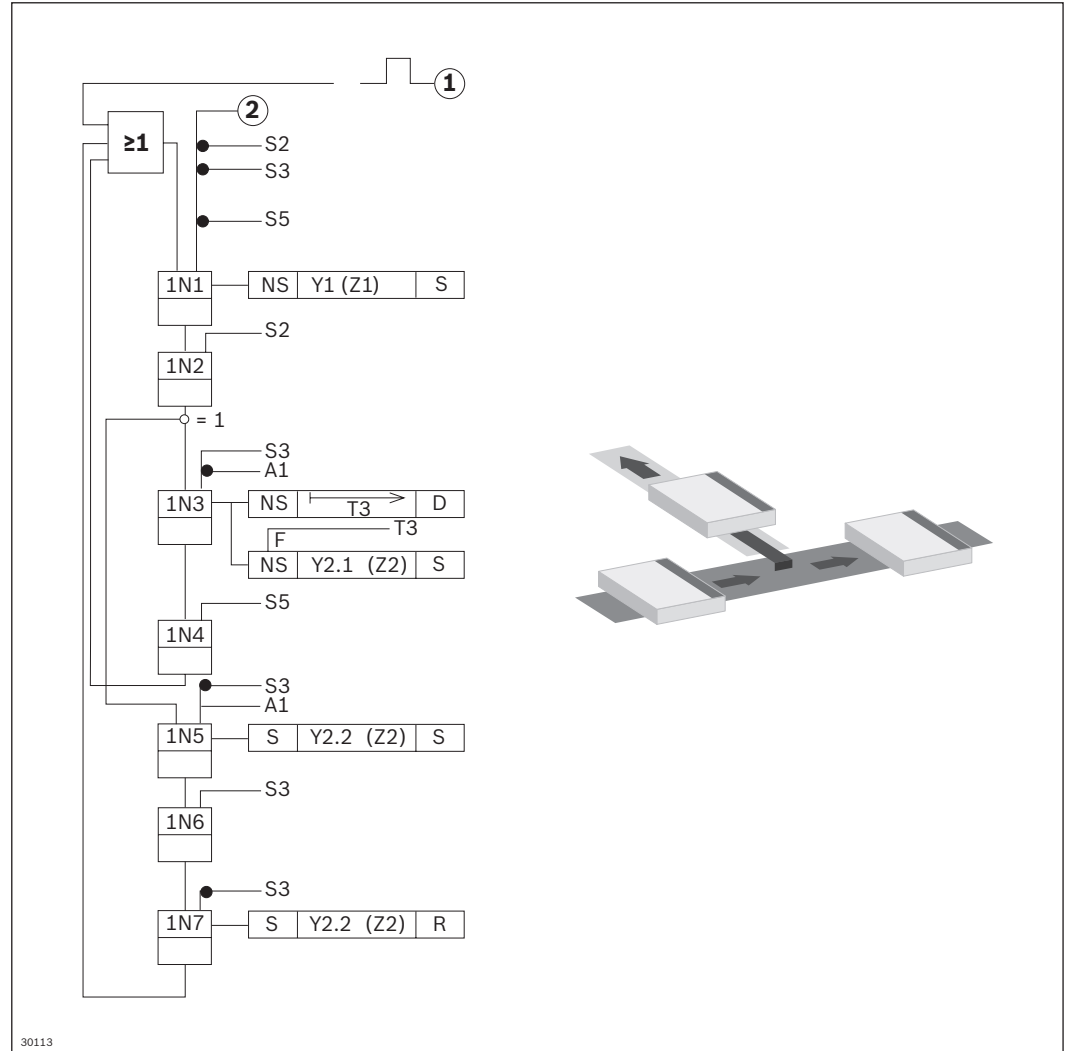 1
2
≥1
S2
S3
S5
1N1 NS Y1 (Z1) S
S2
1N2
= 1
S3
A1
1N3 NS T3 D
T3
F
NS Y2.1 (Z2) S
S5
1N4
S3
A1
1N5 S Y2.2 (Z2) S
S3
1N6
S3
1N7 S Y2.2 (Z2) R
30113